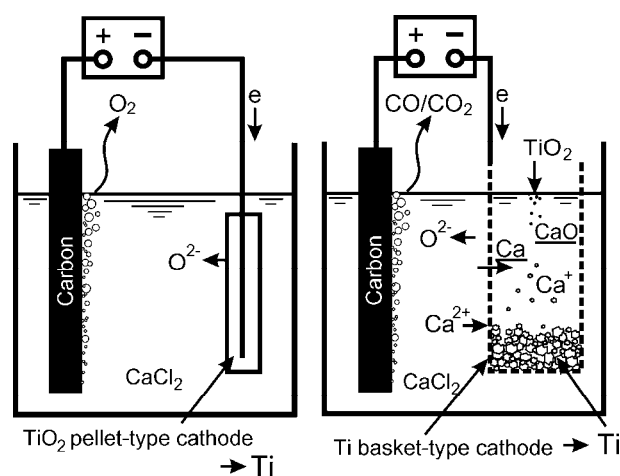 + −
e
O₂
Carbon
O²⁻
CaCl₂
TiO₂ pellet-type cathode
→ Ti
+ −
CO/CO₂
e
TiO₂
Carbon
O²⁻
Ca
CaO
Ca⁺
Ca²⁺
CaCl₂
Ti basket-type cathode → Ti